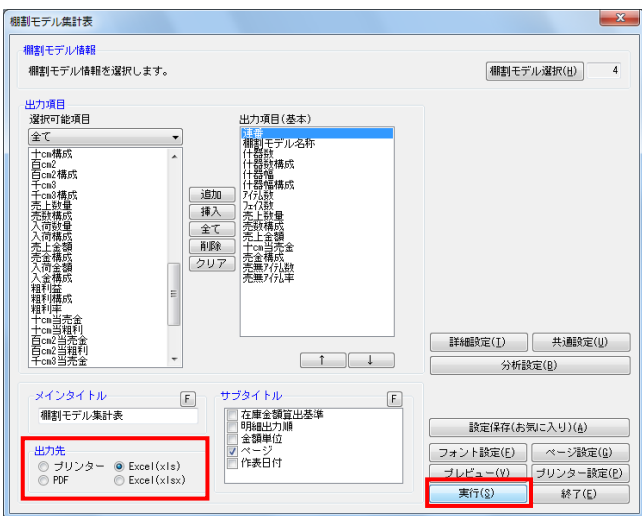 棚割モデル集計表
棚割モデル情報
棚割モデル情報を選択します。
棚割モデル選択(H)
4
出力項目
選択可能項目
全て
十cm構成
百cm2
百cm2構成
千cm3
千cm3構成
売上数量
売数構成
入荷数量
入荷構成
売上金額
売金構成
入荷金額
入金構成
粗利益
粗利構成
粗利率
十cm当売金
十cm当粗利
百cm2当売金
百cm2当粗利
千cm3当売金
追加
挿入
全て
削除
クリア
出力項目(基本)
連番
棚割モデル名称
什器数
什器数構成
什器幅
什器幅構成
ｱｲﾃﾑ数
ﾌｪｲｽ数
売上数量
売数構成
売上金額
十cm当売金
売金構成
売無ｱｲﾃﾑ数
売無ｱｲﾃﾑ率
↑
↓
詳細設定(T)
共通設定(U)
分析設定(B)
メインタイトル
F
棚割モデル集計表
サブタイトル
F
在庫金額算出基準
明細出力順
金額単位
ページ
作表日付
出力先
プリンター
Excel(xls)
PDF
Excel(xlsx)
設定保存(お気に入り)(A)
フォント設定(F)
ページ設定(G)
プレビュー(V)
プリンター設定(P)
実行(S)
終了(E)